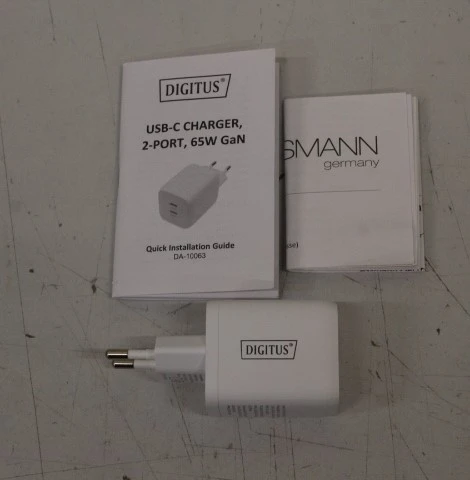 DIGITUS®
USB-C CHARGER,
2-PORT, 65W GaN
Quick Installation Guide
DA-10063
SMANN
germany
DIGITUS®